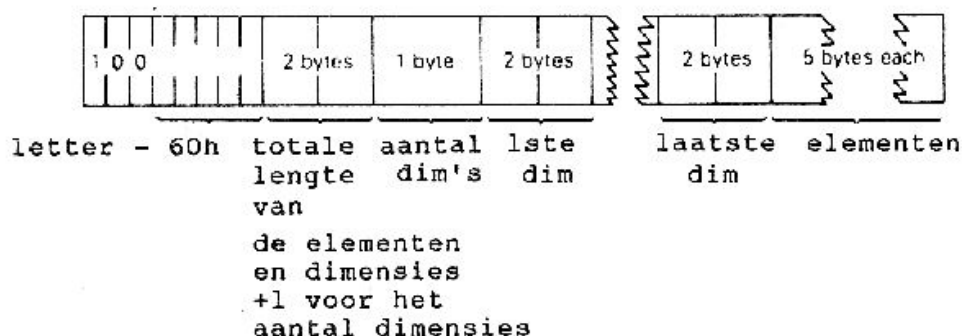 1 0 0 2 bytes 1 byte 2 bytes 2 bytes 5 bytes each
letter - 60h totale aantal 1ste laatste elementen
lengte dim's dim dim
van
de elementen
en dimensies
+1 voor het
aantal dimensies